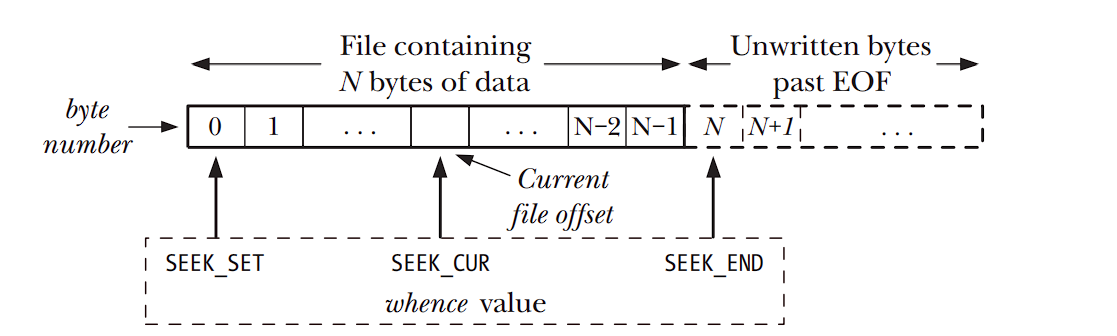 File containing
N bytes of data
Unwritten bytes
past EOF
byte
number
0 1 ... ... N−2 N−1 N N+1 ...
Current
file offset
SEEK_SET SEEK_CUR SEEK_END
whence value